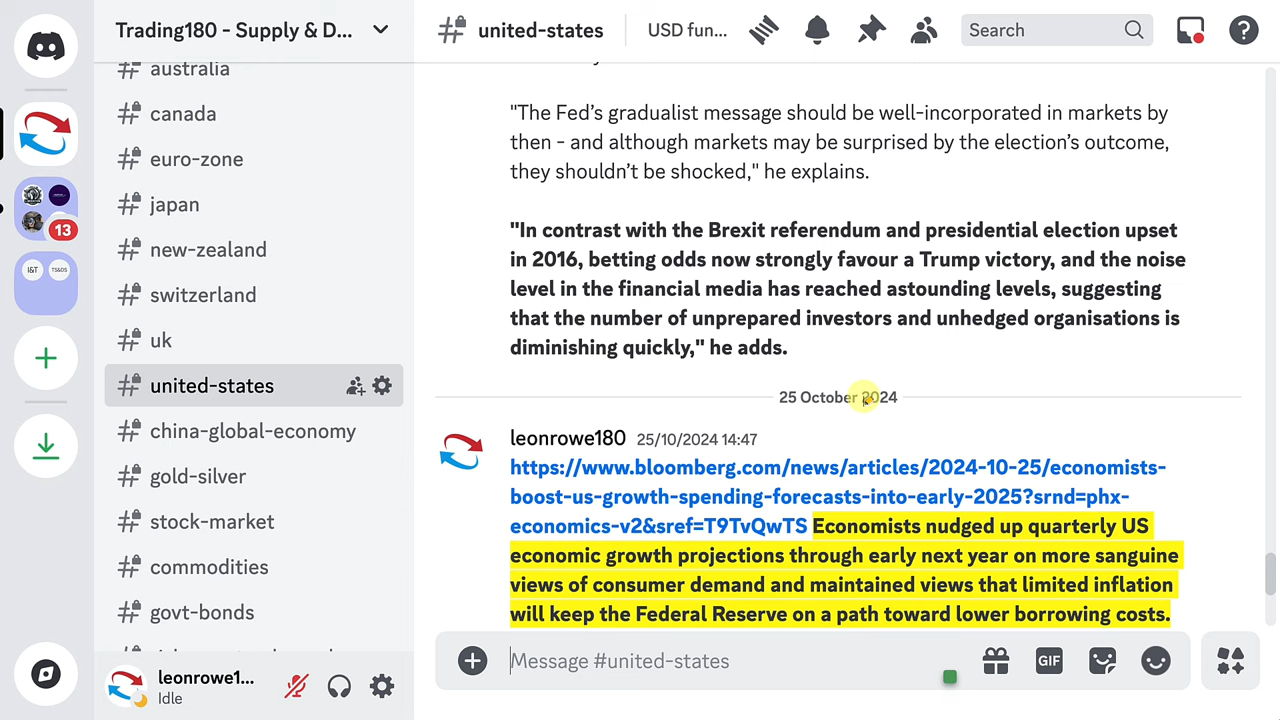 Trading180 - Supply & D...
australia
canada
euro-zone
japan
new-zealand
switzerland
uk
united-states
china-global-economy
gold-silver
stock-market
commodities
govt-bonds
13
I&T
TS&DS
leonrowe1...
Idle
united-states
USD fun...
Search
"The Fed’s gradualist message should be well-incorporated in markets by
then - and although markets may be surprised by the election’s outcome,
they shouldn’t be shocked," he explains.
"In contrast with the Brexit referendum and presidential election upset
in 2016, betting odds now strongly favour a Trump victory, and the noise
level in the financial media has reached astounding levels, suggesting
that the number of unprepared investors and unhedged organisations is
diminishing quickly," he adds.
25 October 2024
leonrowe180 25/10/2024 14:47
https://www.bloomberg.com/news/articles/2024-10-25/economists-
boost-us-growth-spending-forecasts-into-early-2025?srnd=phx-
economics-v2&sref=T9TvQwTS Economists nudged up quarterly US
economic growth projections through early next year on more sanguine
views of consumer demand and maintained views that limited inflation
will keep the Federal Reserve on a path toward lower borrowing costs.
Message #united-states
GIF